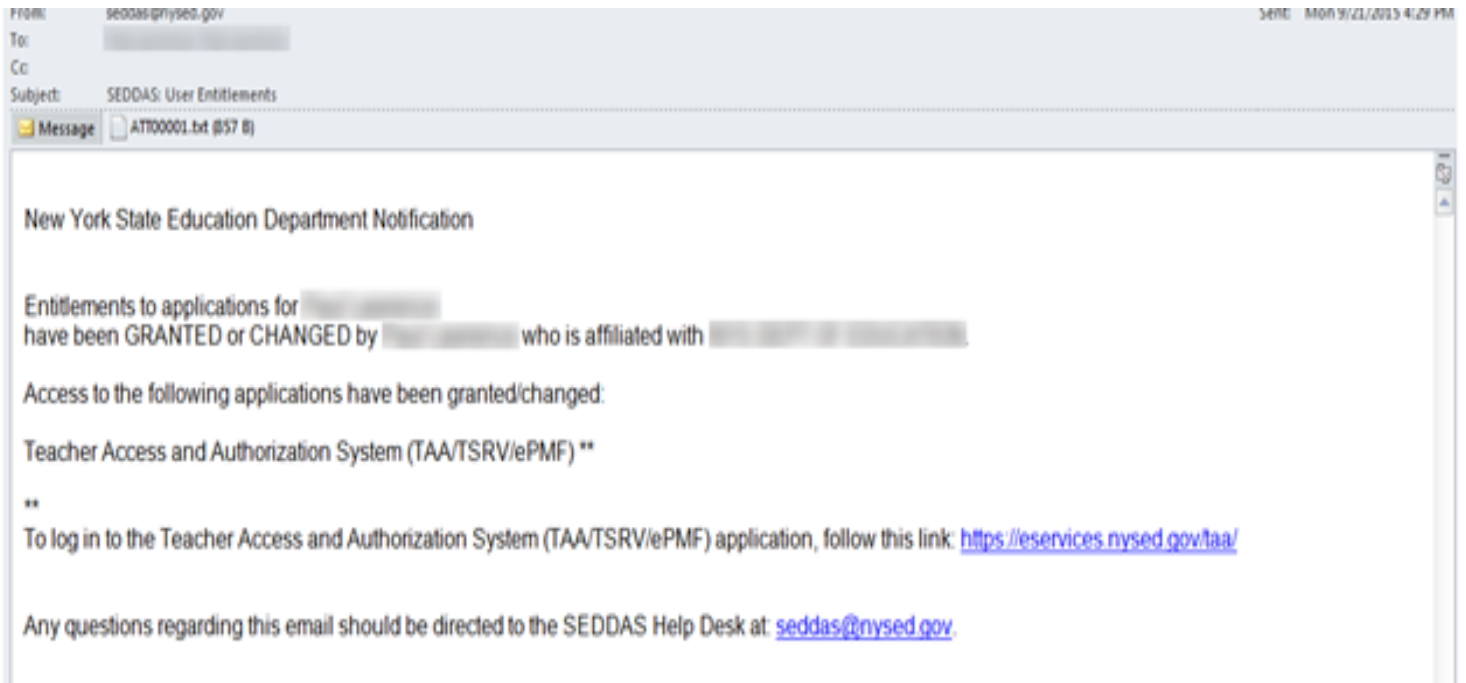 From: seddas@nysed.gov Sent: Mon 9/21/2015 4:29 PM
To:
Cc:
Subject: SEDDAS: User Entitlements
Message ATT00001.txt (857 B)
New York State Education Department Notification
Entitlements to applications for
have been GRANTED or CHANGED by who is affiliated with .
Access to the following applications have been granted/changed:
Teacher Access and Authorization System (TAA/TSRV/ePMF) **
**
To log in to the Teacher Access and Authorization System (TAA/TSRV/ePMF) application, follow this link: https://eservices.nysed.gov/taa/
Any questions regarding this email should be directed to the SEDDAS Help Desk at: seddas@nysed.gov.